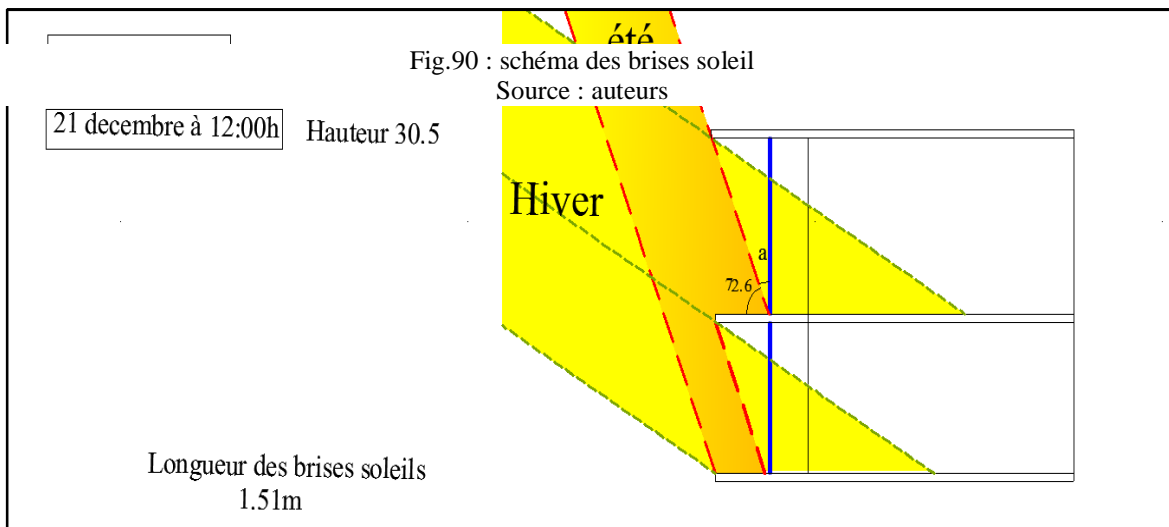 été
Fig.90 : schéma des brises soleil
Source : auteurs
21 decembre à 12:00h
Hauteur 30.5
Hiver
a
72.6
Longueur des brises soleils
1.51m